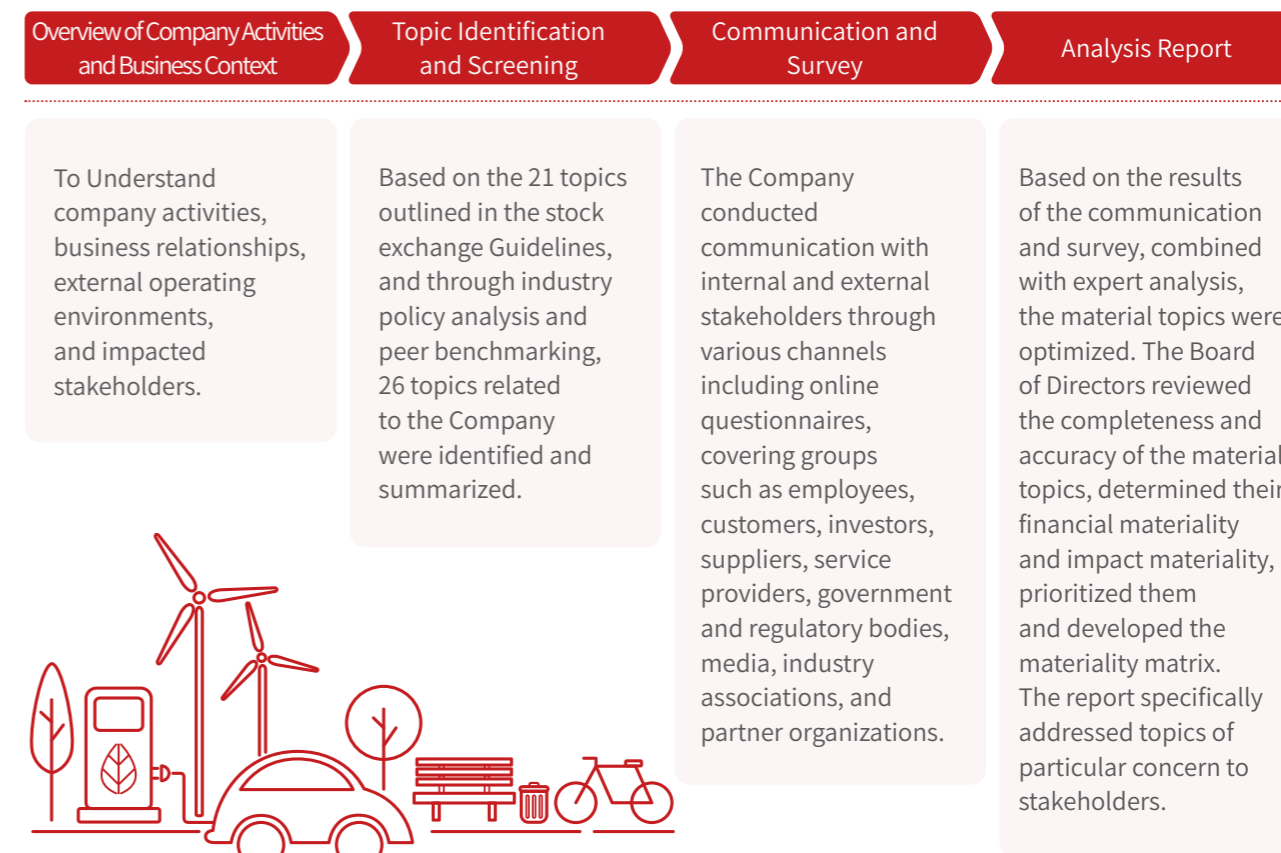 Overview of Company Activities
and Business Context
Topic Identification
and Screening
Communication and
Survey
Analysis Report
To Understand
company activities,
business relationships,
external operating
environments,
and impacted
stakeholders.
Based on the 21 topics
outlined in the stock
exchange Guidelines,
and through industry
policy analysis and
peer benchmarking,
26 topics related
to the Company
were identified and
summarized.
The Company
conducted
communication with
internal and external
stakeholders through
various channels
including online
questionnaires,
covering groups
such as employees,
customers, investors,
suppliers, service
providers, government
and regulatory bodies,
media, industry
associations, and
partner organizations.
Based on the results
of the communication
and survey, combined
with expert analysis,
the material topics were
optimized. The Board
of Directors reviewed
the completeness and
accuracy of the material
topics, determined their
financial materiality
and impact materiality,
prioritized them
and developed the
materiality matrix.
The report specifically
addressed topics of
particular concern to
stakeholders.